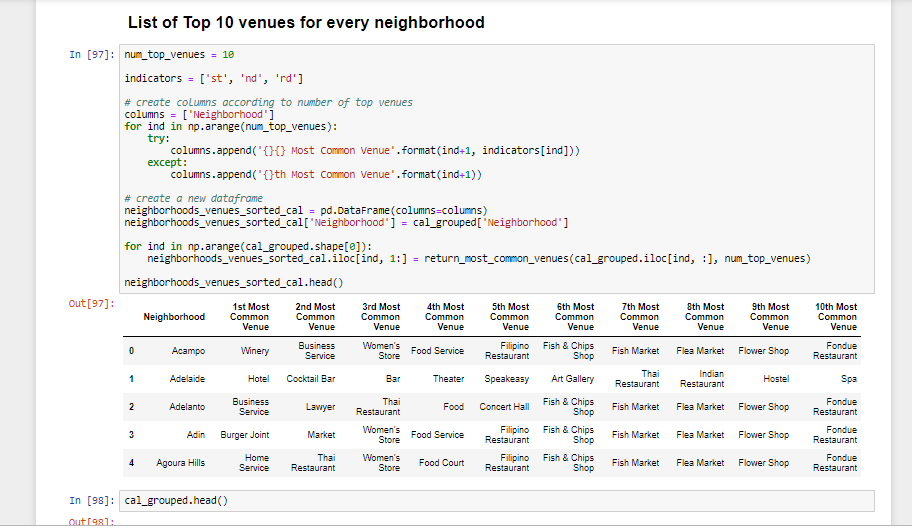 List of Top 10 venues for every neighborhood
In [97]: num_top_venues = 10
indicators = ['st', 'nd', 'rd']
# create columns according to number of top venues
columns = ['Neighborhood']
for ind in np.arange(num_top_venues):
try:
columns.append('{}{} Most Common Venue'.format(ind+1, indicators[ind]))
except:
columns.append('{}th Most Common Venue'.format(ind+1))
# create a new dataframe
neighborhoods_venues_sorted_cal = pd.DataFrame(columns=columns)
neighborhoods_venues_sorted_cal['Neighborhood'] = cal_grouped['Neighborhood']
for ind in np.arange(cal_grouped.shape[0]):
neighborhoods_venues_sorted_cal.iloc[ind, 1:] = return_most_common_venues(cal_grouped.iloc[ind, :], num_top_venues)
neighborhoods_venues_sorted_cal.head()
Out[97]:
Neighborhood 1st Most Common Venue 2nd Most Common Venue 3rd Most Common Venue 4th Most Common Venue 5th Most Common Venue 6th Most Common Venue 7th Most Common Venue 8th Most Common Venue 9th Most Common Venue 10th Most Common Venue
0 Acampo Winery Business Service Women's Store Food Service Filipino Restaurant Fish & Chips Shop Fish Market Flea Market Flower Shop Fondue Restaurant
1 Adelaide Hotel Cocktail Bar Bar Theater Speakeasy Art Gallery Thai Restaurant Indian Restaurant Hostel Spa
2 Adelanto Business Service Lawyer Thai Restaurant Food Concert Hall Fish & Chips Shop Fish Market Flea Market Flower Shop Fondue Restaurant
3 Adin Burger Joint Market Women's Store Food Service Filipino Restaurant Fish & Chips Shop Fish Market Flea Market Flower Shop Fondue Restaurant
4 Agoura Hills Home Service Thai Restaurant Women's Store Food Court Filipino Restaurant Fish & Chips Shop Fish Market Flea Market Flower Shop Fondue Restaurant
In [98]: cal_grouped.head()
Out[98]: